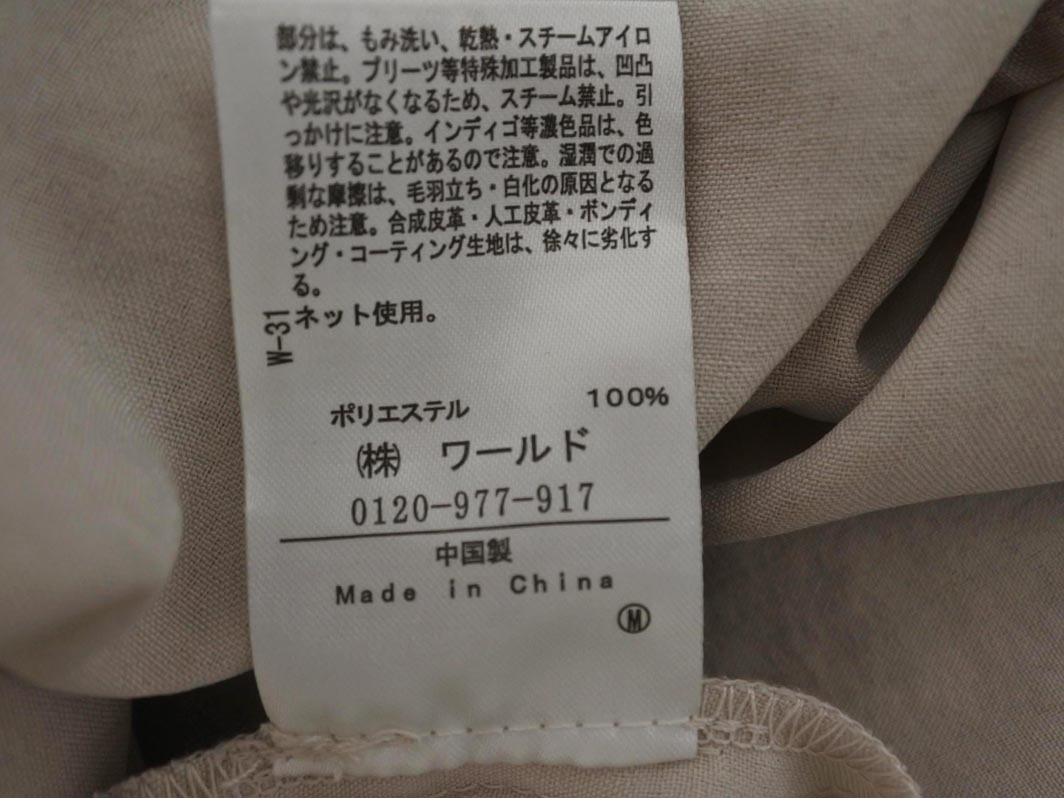 部分は、もみ洗い、乾熱・スチームアイロ
ン禁止。プリーツ等特殊加工製品は、凹凸
や光沢がなくなるため、スチーム禁止。引
っかけに注意。インディゴ等濃色品は、色
移りすることがあるので注意。湿潤での過
剰な摩擦は、毛羽立ち・白化の原因となる
ため注意。合成皮革・人工皮革・ボンディ
ング・コーティング生地は、徐々に劣化す
る。
ネット使用。
W-31
ポリエステル 100%
㈱ ワールド
0120-977-917
中国製
Made in China
Ⓜ